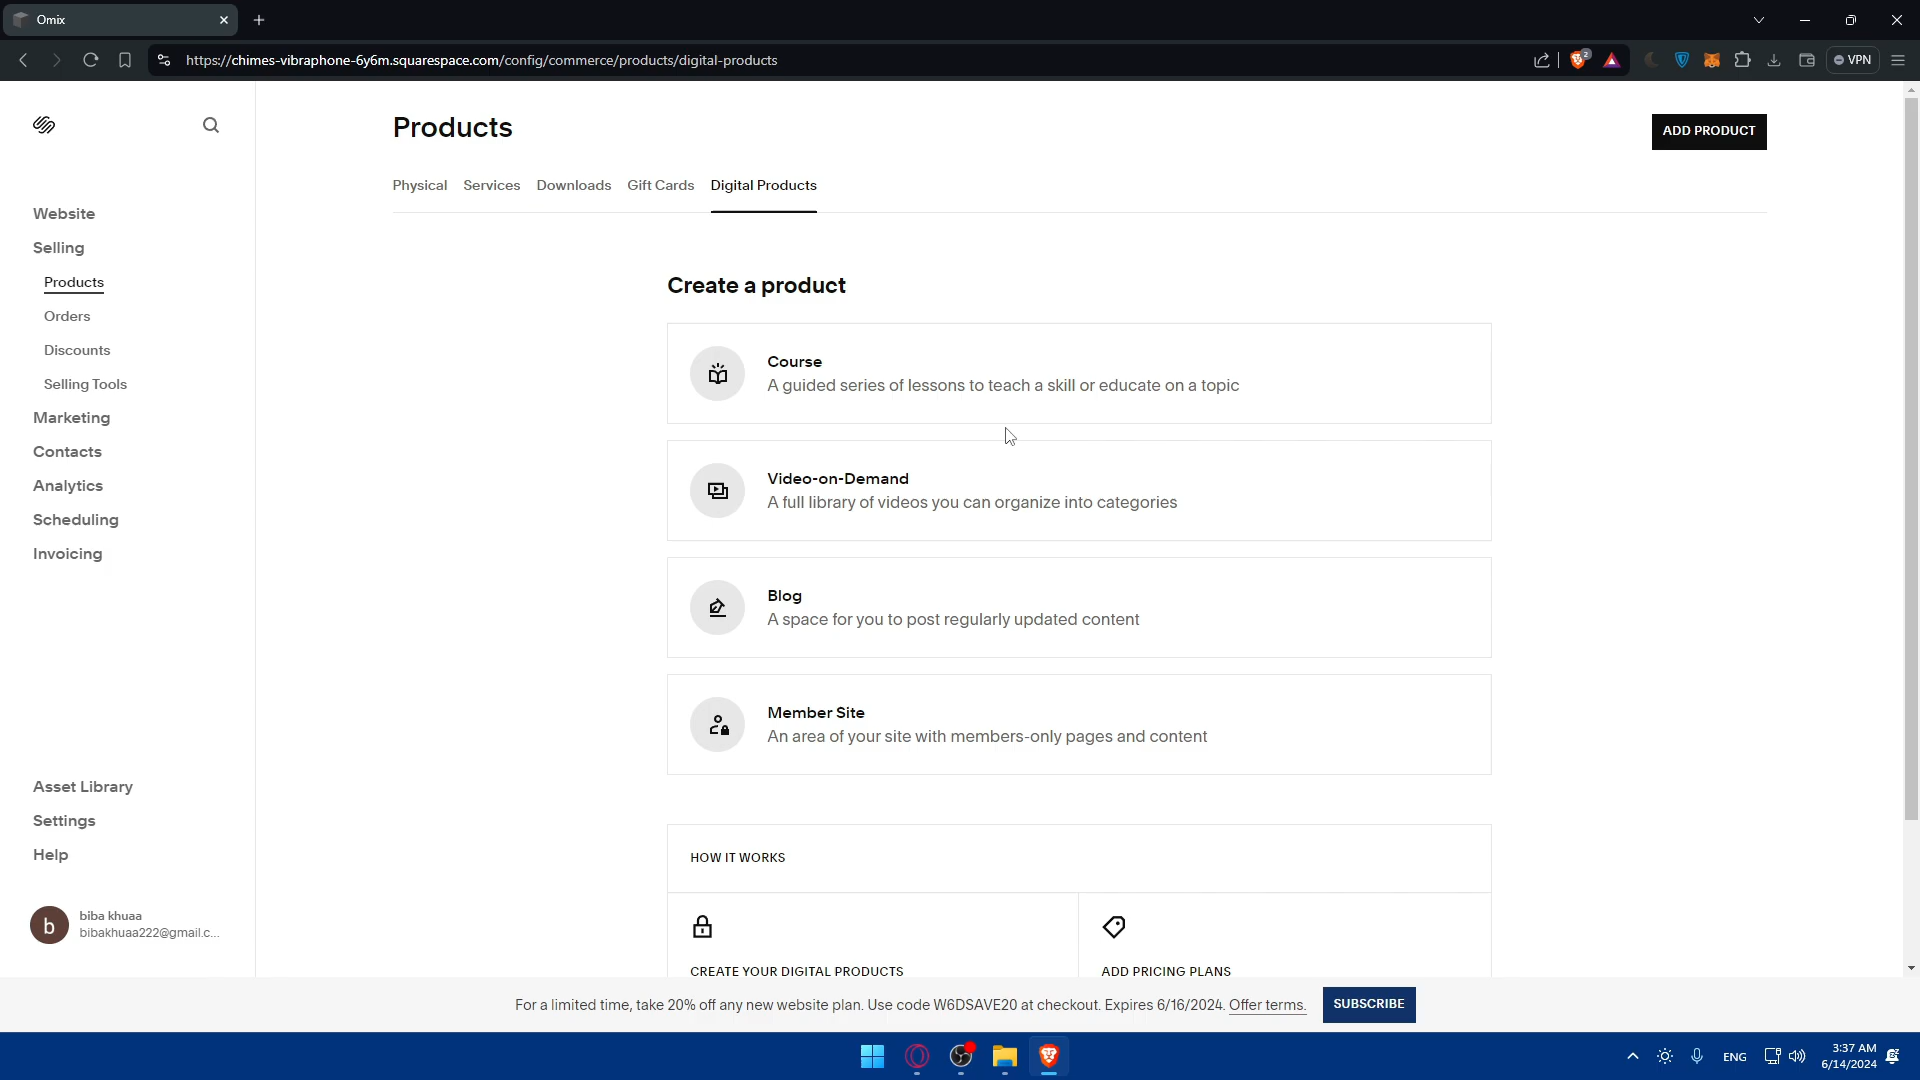 Omix
https://chimes-vibraphone-6y6m.squarespace.com/config/commerce/products/digital-products
2
VPN
Products
ADD PRODUCT
Physical Services Downloads Gift Cards Digital Products
Website
Selling
Products
Orders
Discounts
Selling Tools
Marketing
Contacts
Analytics
Scheduling
Invoicing
Asset Library
Settings
Help
b
biba khuaa
bibakhuaa222@gmail.c...
Create a product
Course
A guided series of lessons to teach a skill or educate on a topic
Video-on-Demand
A full library of videos you can organize into categories
Blog
A space for you to post regularly updated content
Member Site
An area of your site with members-only pages and content
HOW IT WORKS
CREATE YOUR DIGITAL PRODUCTS
ADD PRICING PLANS
For a limited time, take 20% off any new website plan. Use code W6DSAVE20 at checkout. Expires 6/16/2024. Offer terms.
SUBSCRIBE
ENG
3:37 AM
6/14/2024